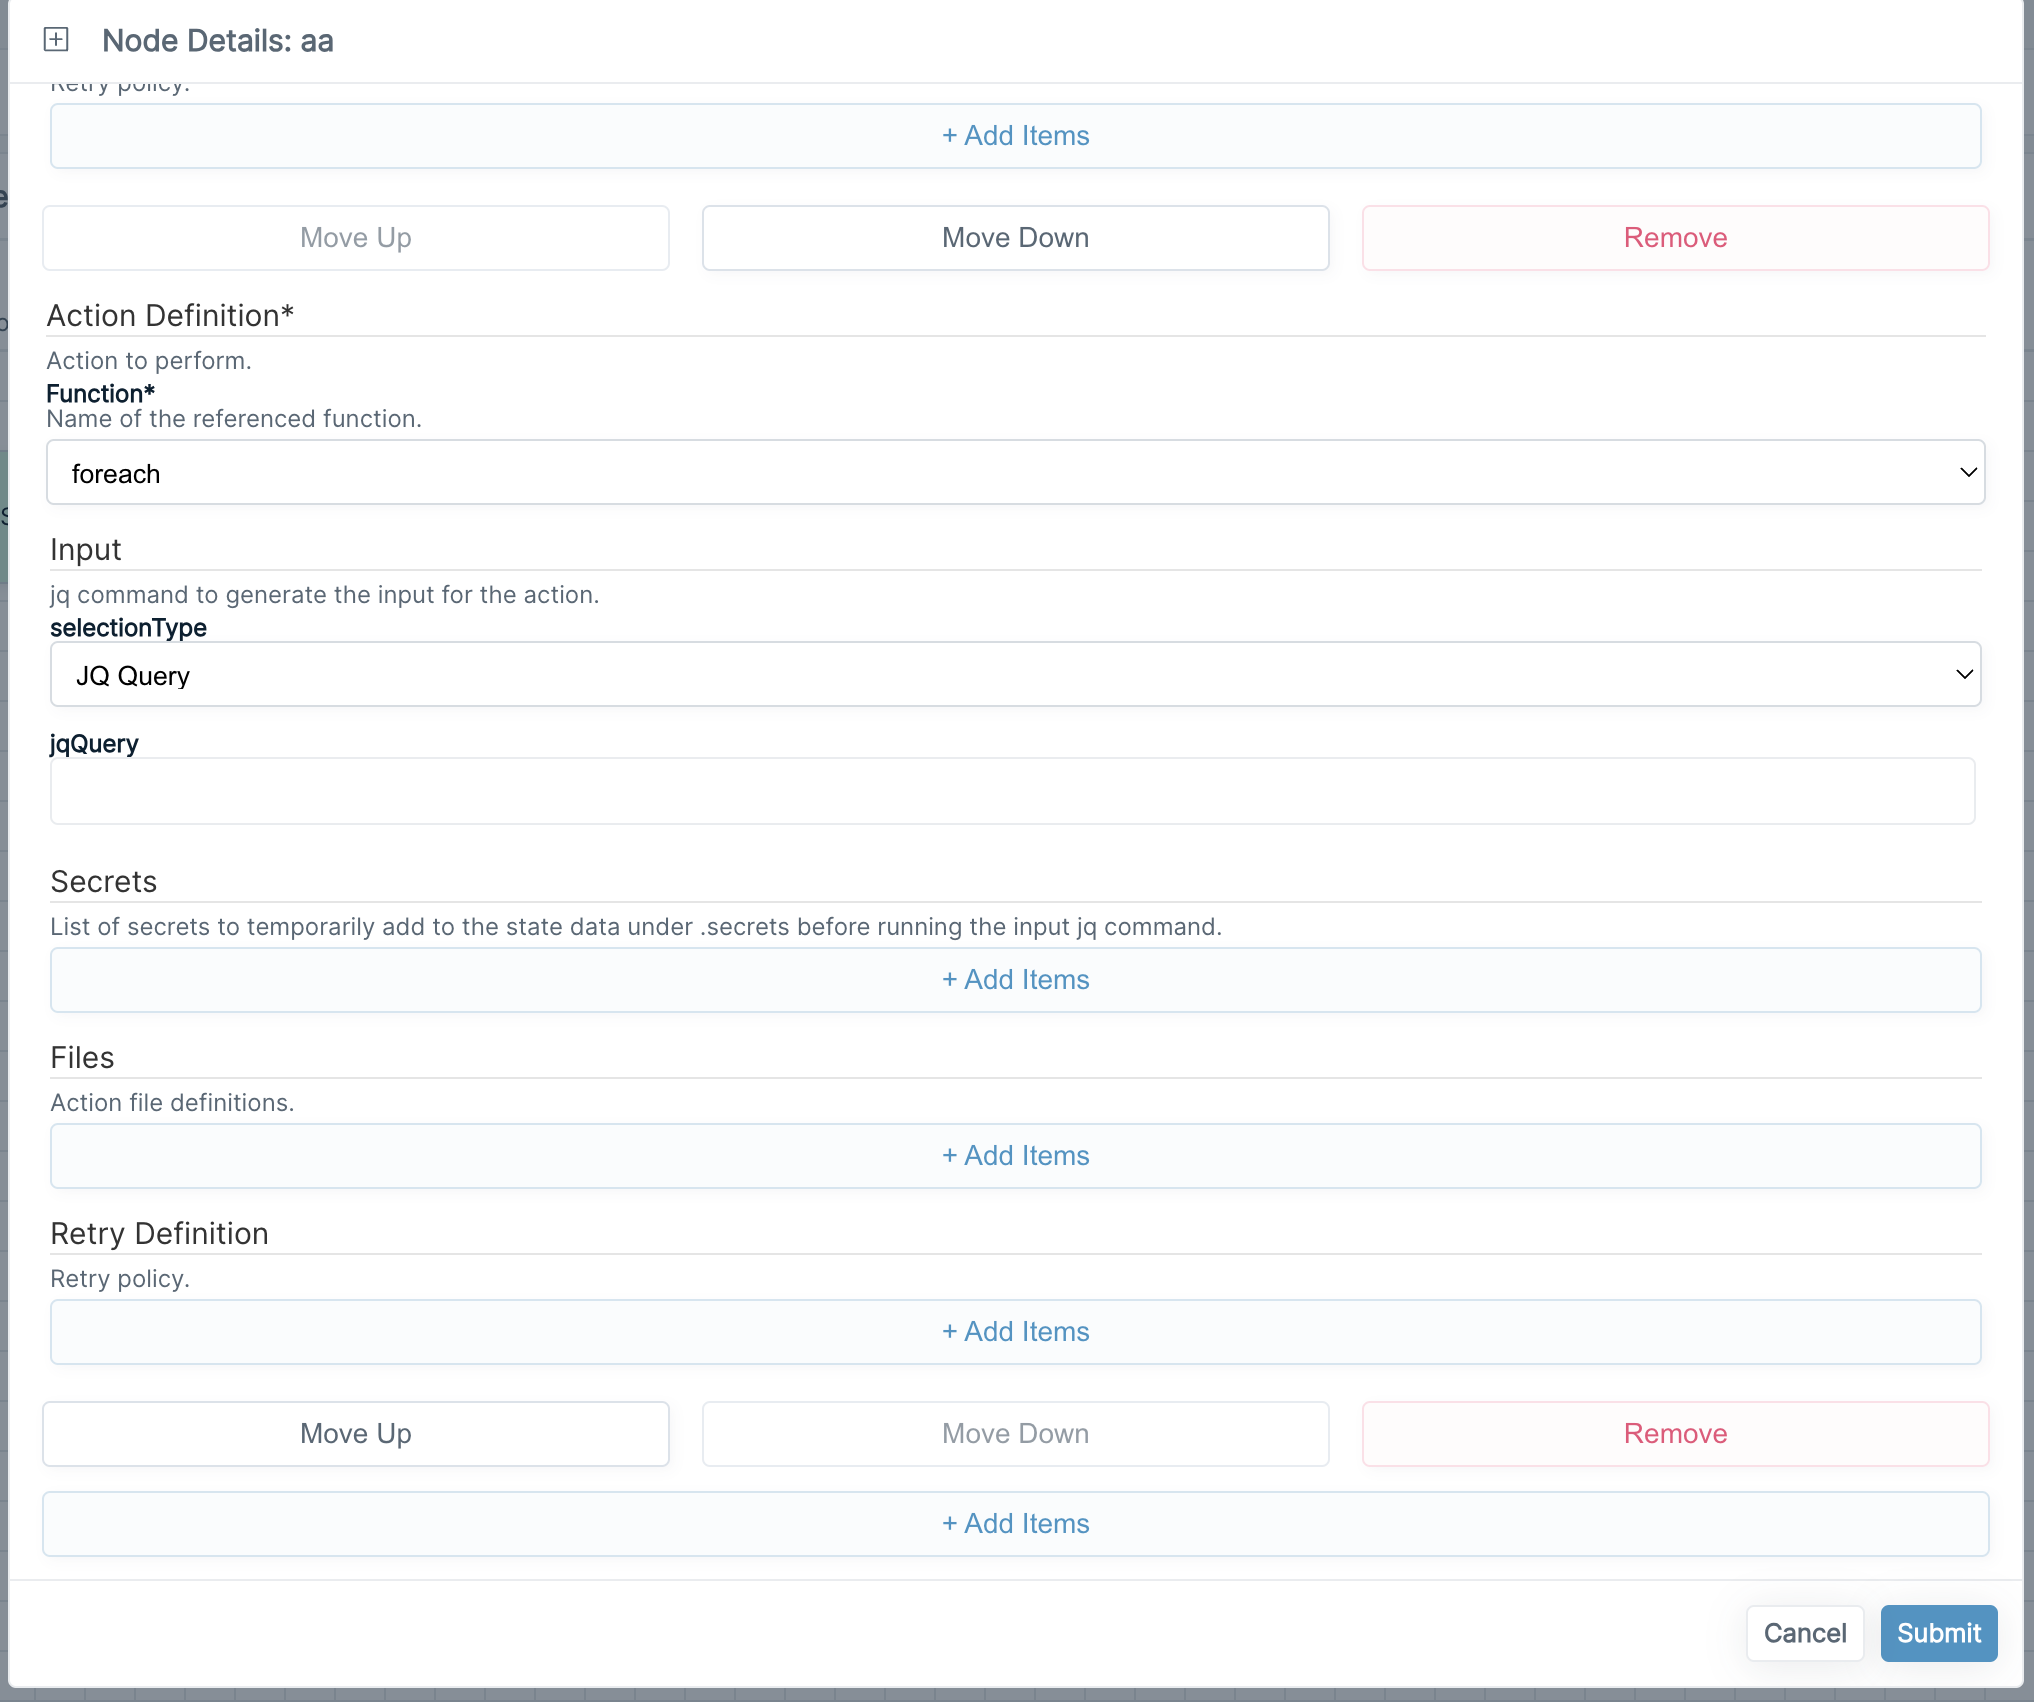 Node Details: aa
Retry policy.
+ Add Items
Move Up
Move Down
Remove
Action Definition*
Action to perform.
Function*
Name of the referenced function.
foreach
Input
jq command to generate the input for the action.
selectionType
JQ Query
jqQuery
Secrets
List of secrets to temporarily add to the state data under .secrets before running the input jq command.
+ Add Items
Files
Action file definitions.
+ Add Items
Retry Definition
Retry policy.
+ Add Items
Move Up
Move Down
Remove
+ Add Items
Cancel
Submit